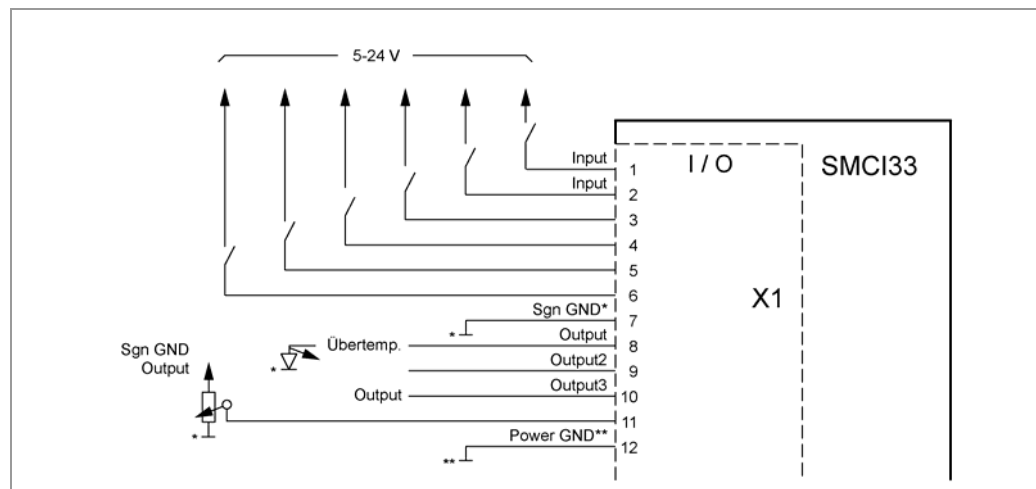 5-24 V
I / O
SMCI33
Input
1
Input
2
3
4
5
6
X1
Sgn GND*
7
*
Output
8
Übertemp.
*
Output2
9
Sgn GND
Output
Output3
10
Output
11
*
Power GND**
12
**